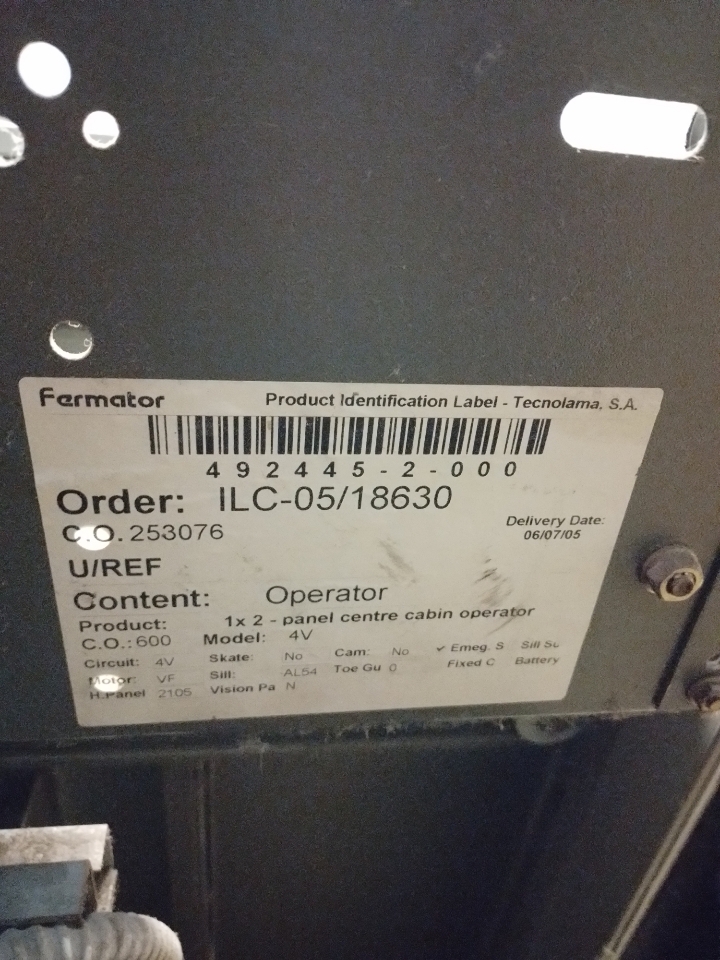 Fermator Product Identification Label - Tecnolama, S.A.
492445-2-000
Order: ILC-05/18630
C.O. 253076 Delivery Date:
06/07/05
U/REF
Content: Operator
Product: 1x 2 - panel centre cabin operator
C.O.: 600 Model: 4V
Circuit: 4V Skate: No Cam: No ✓ Emeg. S Sill Su
Motor: VF Sill: AL54 Toe Gu 0 Fixed C Battery
H.Panel 2105 Vision Pa N